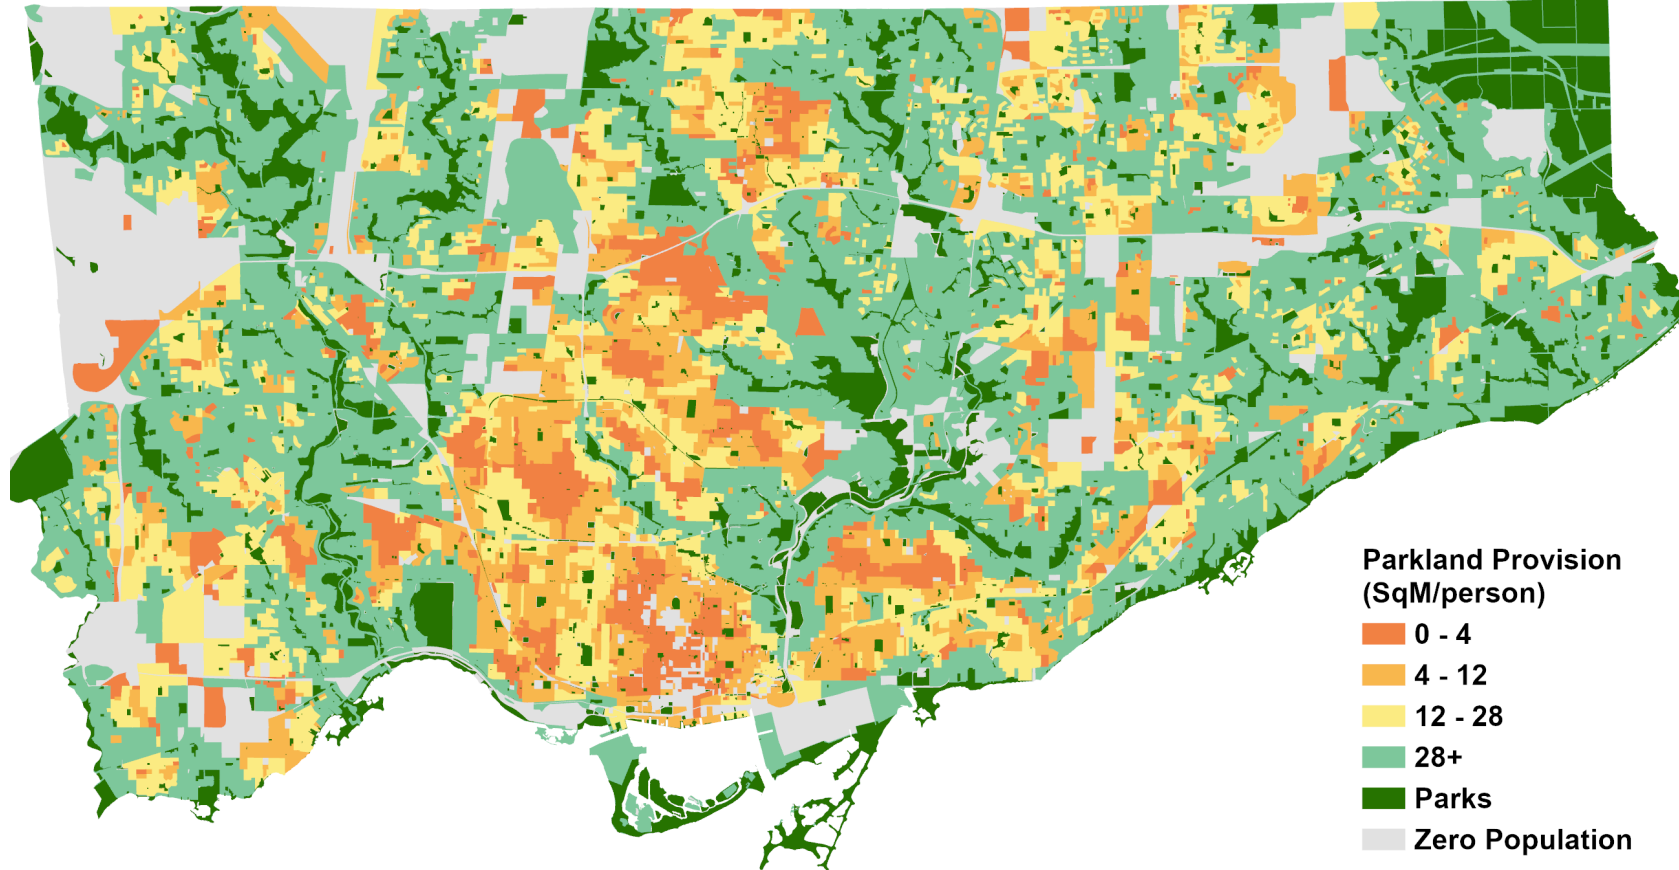 Parkland Provision
(SqM/person)
0 - 4
4 - 12
12 - 28
28+
Parks
Zero Population